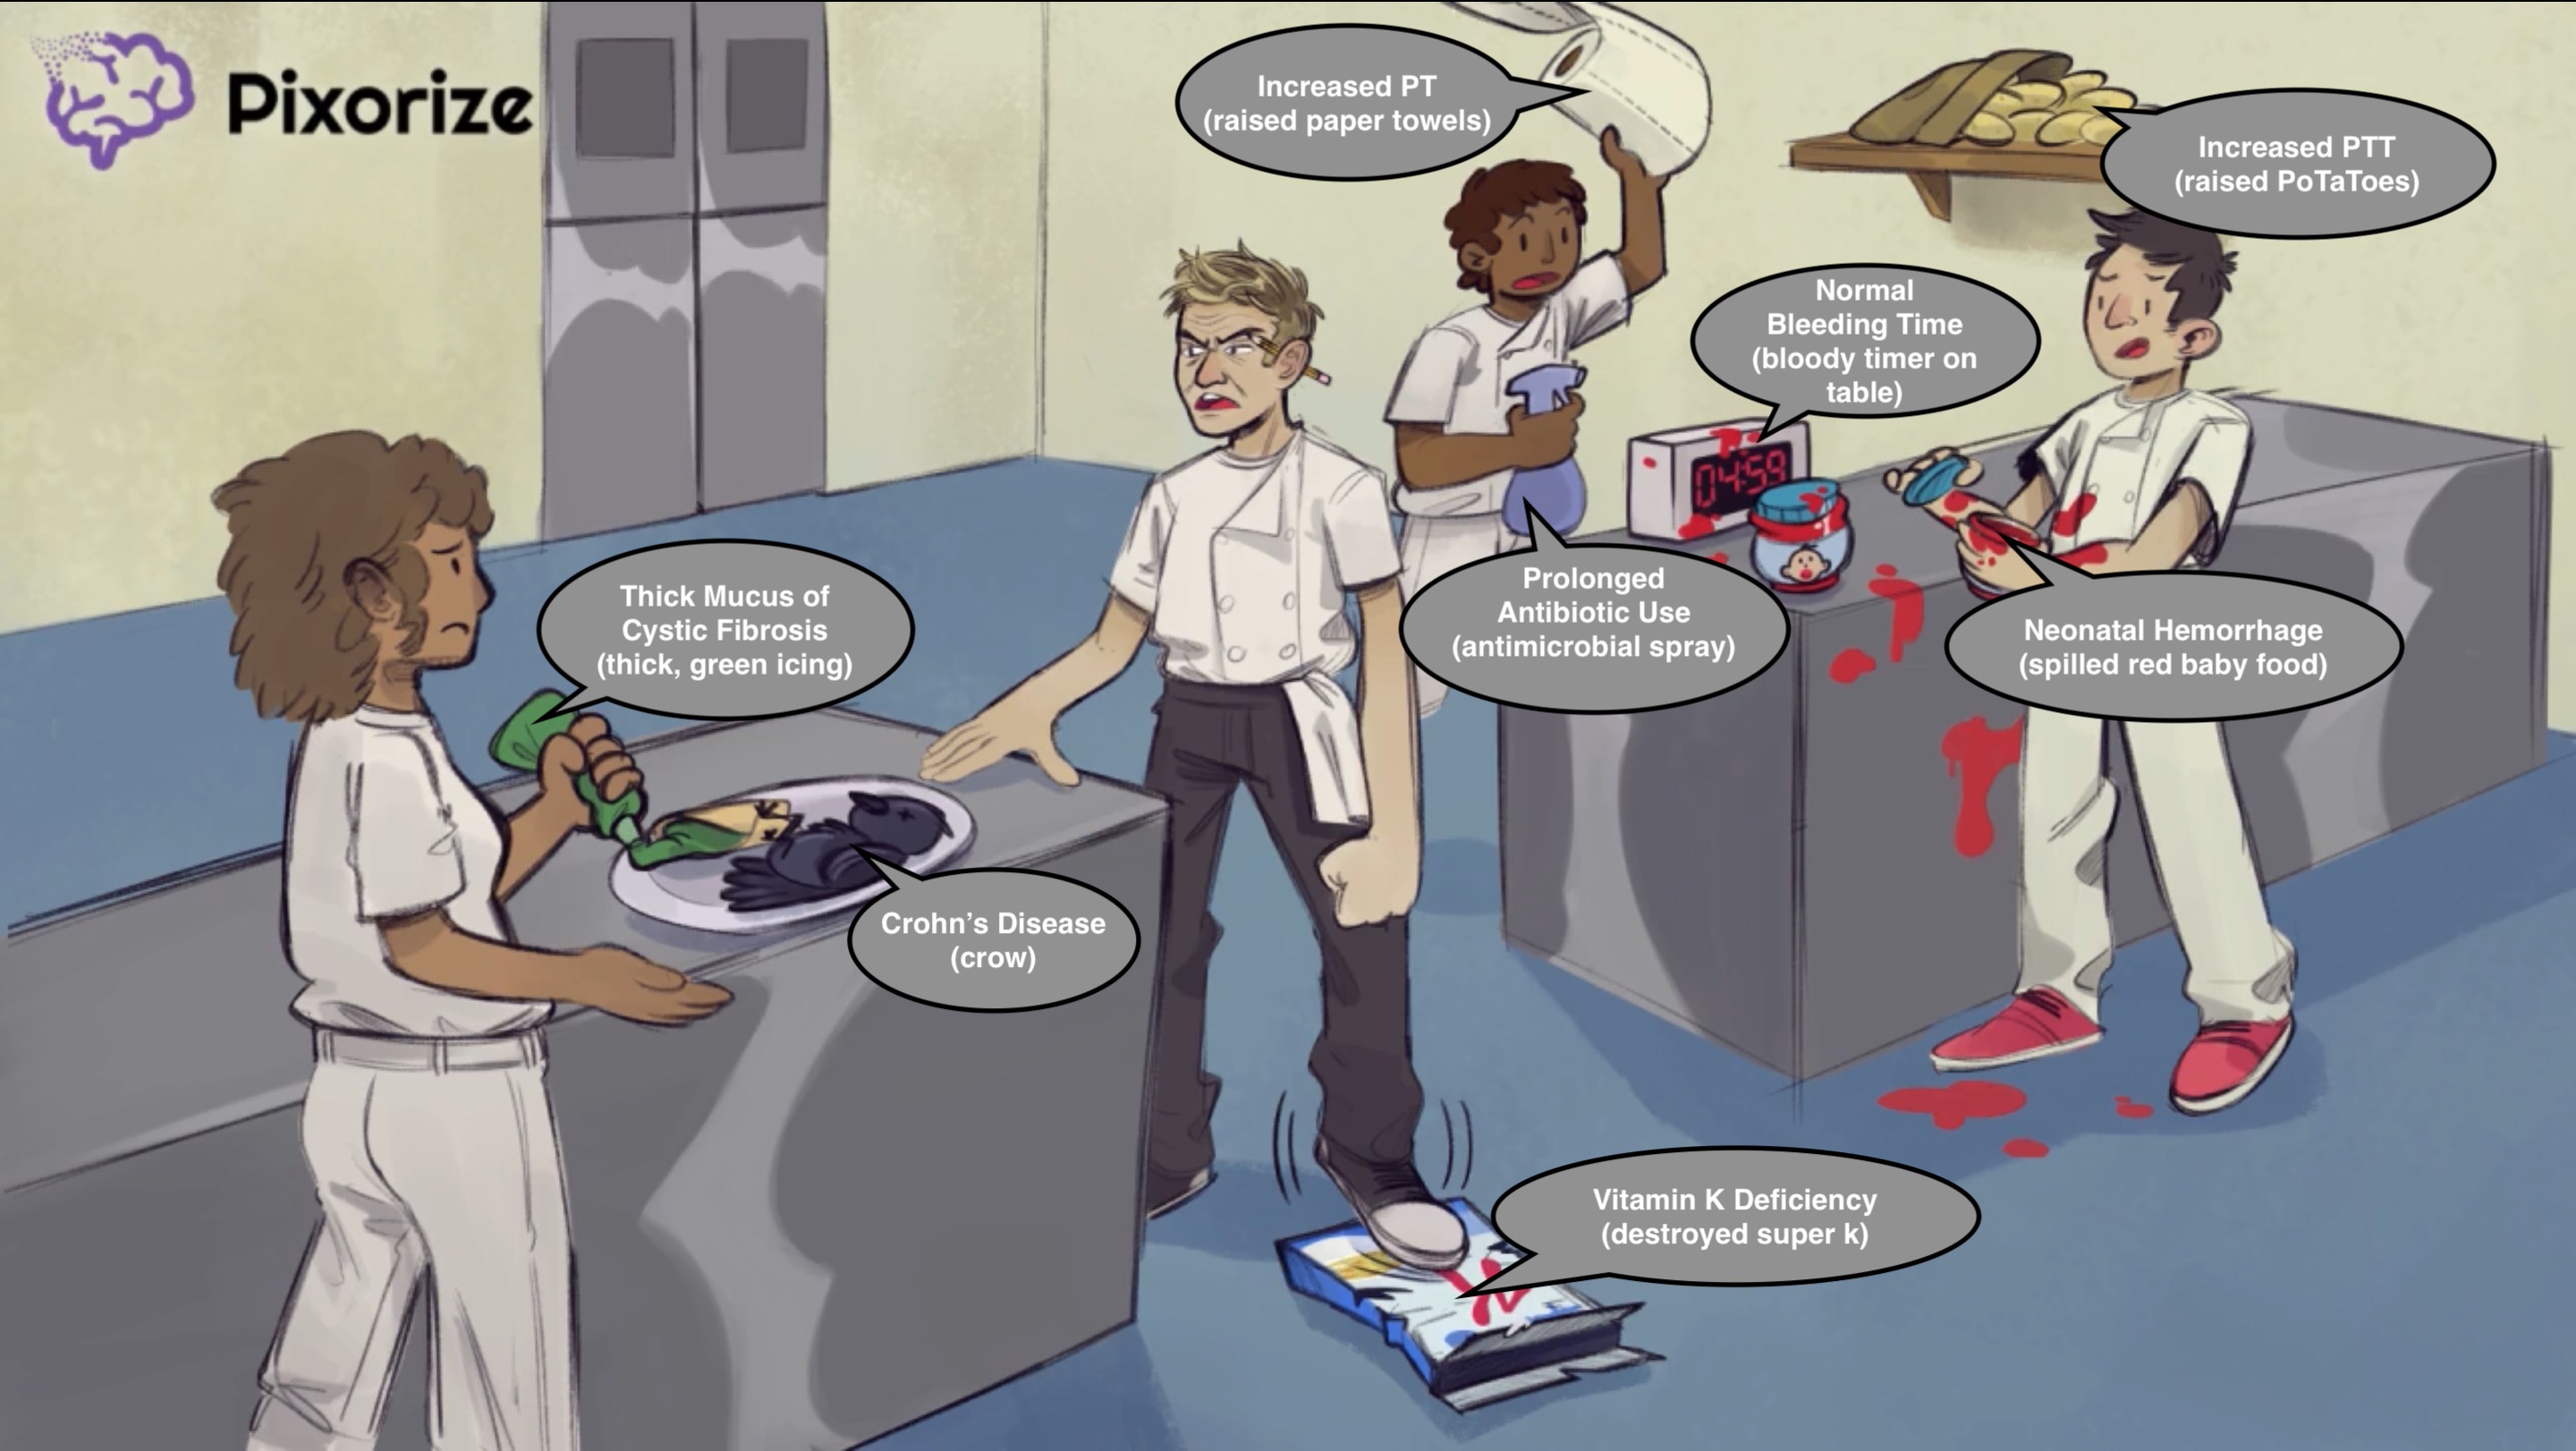 Pixorize
Increased PT
(raised paper towels)
Increased PTT
(raised PoTaToes)
Normal
Bleeding Time
(bloody timer on
table)
04:59
Thick Mucus of
Cystic Fibrosis
(thick, green icing)
Prolonged
Antibiotic Use
(antimicrobial spray)
Neonatal Hemorrhage
(spilled red baby food)
Crohn's Disease
(crow)
Vitamin K Deficiency
(destroyed super k)
K